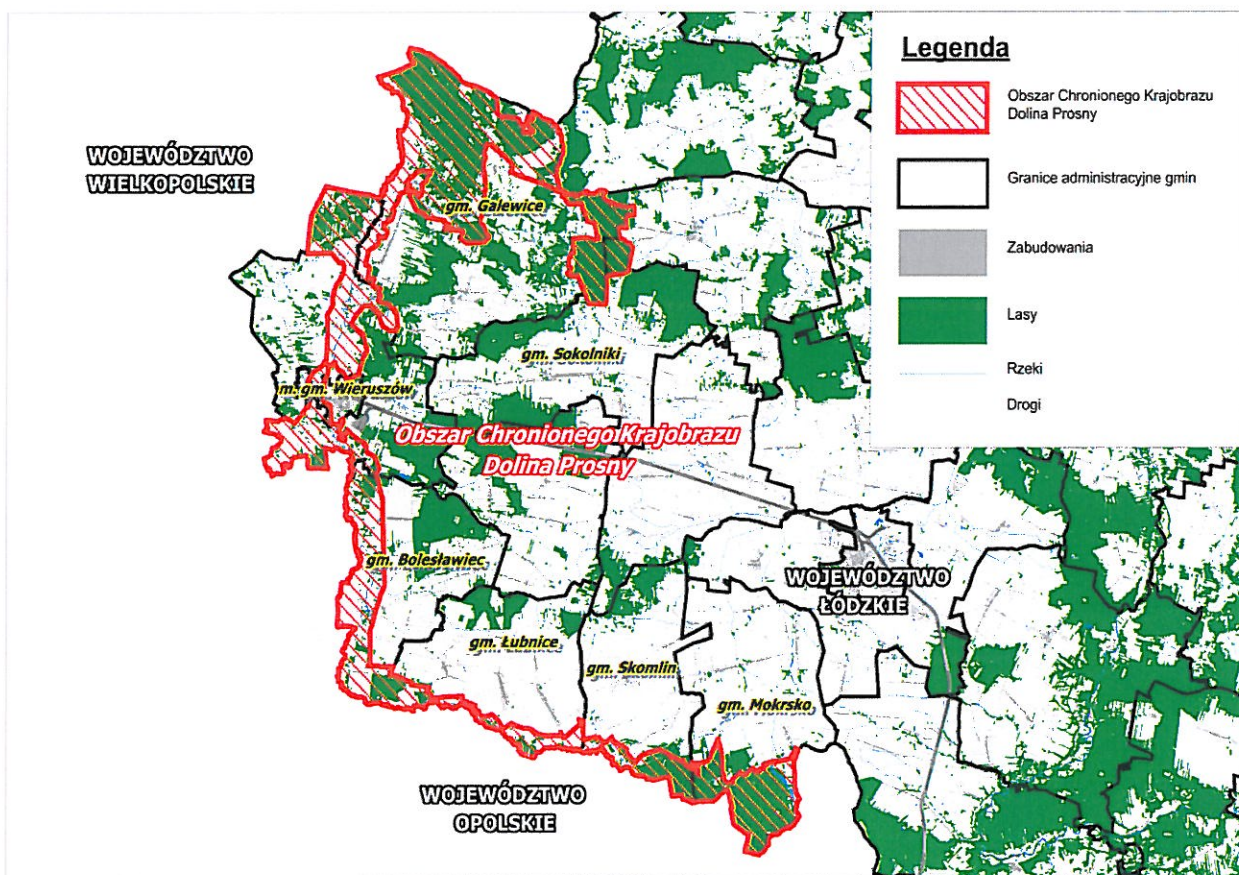 Legenda
Obszar Chronionego Krajobrazu
Dolina Prosny
Granice administracyjne gmin
Zabudowania
Lasy
Rzeki
Drogi
WOJEWÓDZTWO
WIELKOPOLSKIE
gm. Galewice
gm. Sokolniki
m. gm. Wieruszów
Obszar Chronionego Krajobrazu
Dolina Prosny
gm. Bolesławiec
WOJEWÓDZTWO
ŁÓDZKIE
gm. Łubnice
gm. Skomlin
gm. Mokrsko
WOJEWÓDZTWO
OPOLSKIE